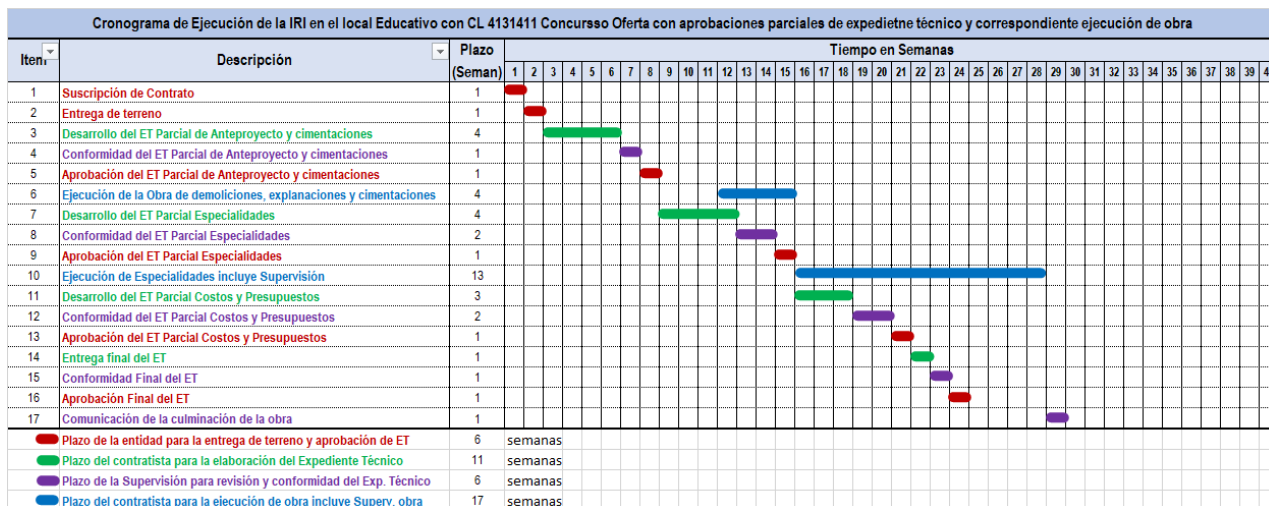 Cronograma de Ejecución de la IRI en el local Educativo con CL 4131411 Concursso Oferta con aprobaciones parciales de expedietne técnico y correspondiente ejecución de obra
Item Descripción Plazo (Seman) Tiempo en Semanas
1 2 3 4 5 6 7 8 9 10 11 12 13 14 15 16 17 18 19 20 21 22 23 24 25 26 27 28 29 30 31 32 33 34 35 36 37 38 39 4
1 Suscripción de Contrato 1
2 Entrega de terreno 1
3 Desarrollo del ET Parcial de Anteproyecto y cimentaciones 4
4 Conformidad del ET Parcial de Anteproyecto y cimentaciones 1
5 Aprobación del ET Parcial de Anteproyecto y cimentaciones 1
6 Ejecución de la Obra de demoliciones, explanaciones y cimentaciones 4
7 Desarrollo del ET Parcial Especialidades 4
8 Conformidad del ET Parcial Especialidades 2
9 Aprobación del ET Parcial Especialidades 1
10 Ejecución de Especialidades incluye Supervisión 13
11 Desarrollo del ET Parcial Costos y Presupuestos 3
12 Conformidad del ET Parcial Costos y Presupuestos 2
13 Aprobación del ET Parcial Costos y Presupuestos 1
14 Entrega final del ET 1
15 Conformidad Final del ET 1
16 Aprobación Final del ET 1
17 Comunicación de la culminación de la obra 1
Plazo de la entidad para la entrega de terreno y aprobación de ET 6 semanas
Plazo del contratista para la elaboración del Expediente Técnico 11 semanas
Plazo de la Supervisión para revisión y conformidad del Exp. Técnico 6 semanas
Plazo del contratista para la ejecución de obra incluye Superv. obra 17 semanas